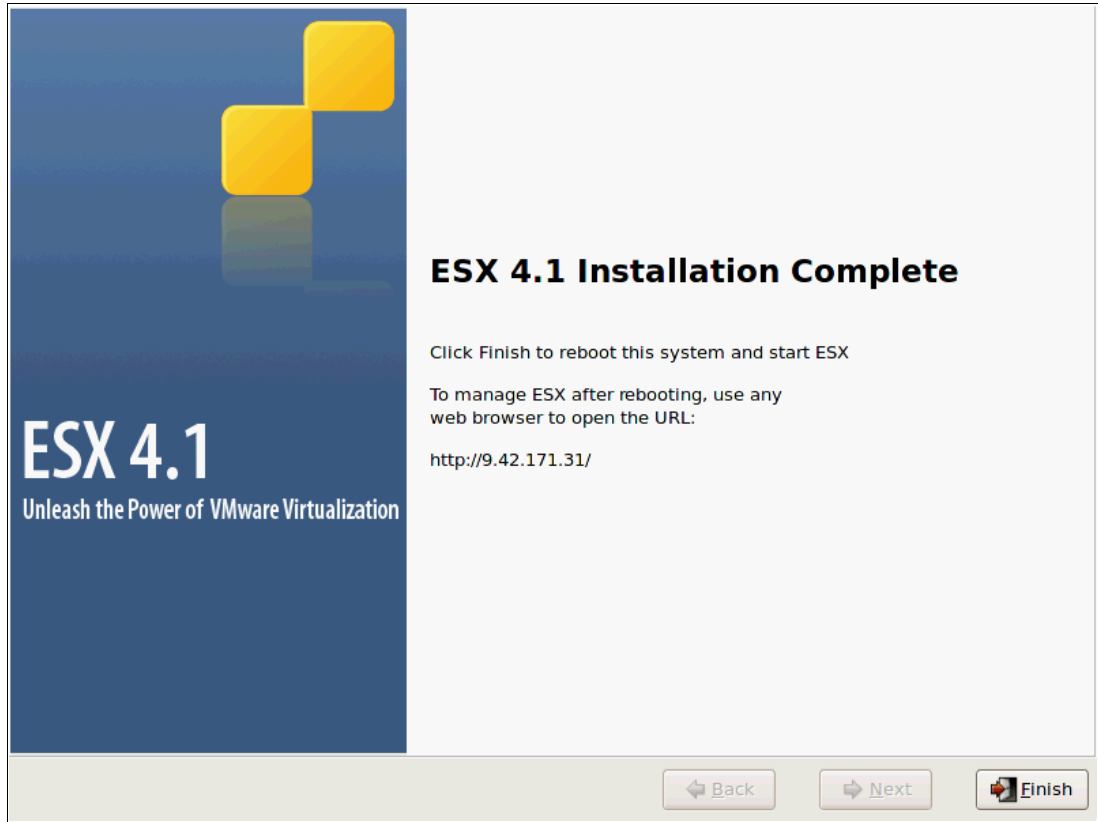 ESX 4.1 Installation Complete
Click Finish to reboot this system and start ESX
To manage ESX after rebooting, use any
web browser to open the URL:
http://9.42.171.31/
ESX 4.1
Unleash the Power of VMware Virtualization
Back
Next
Finish